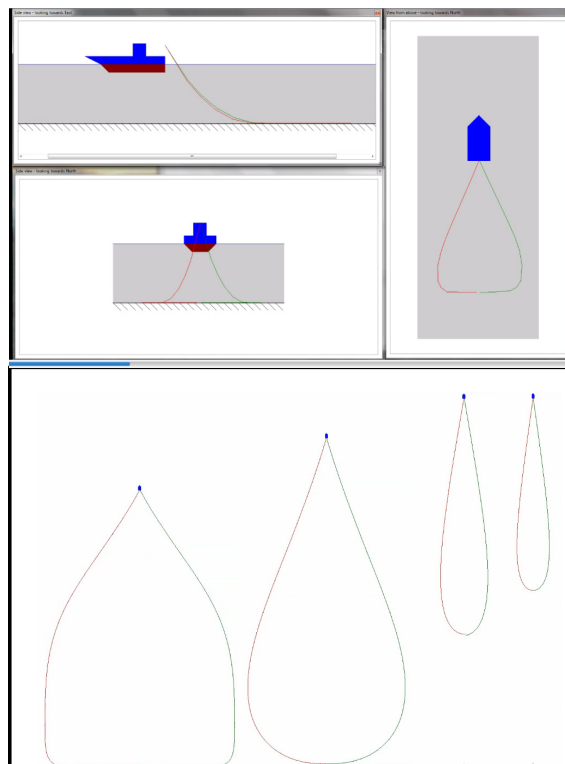 Side view - looking towards East
View from above - looking towards North
Side view - looking towards North